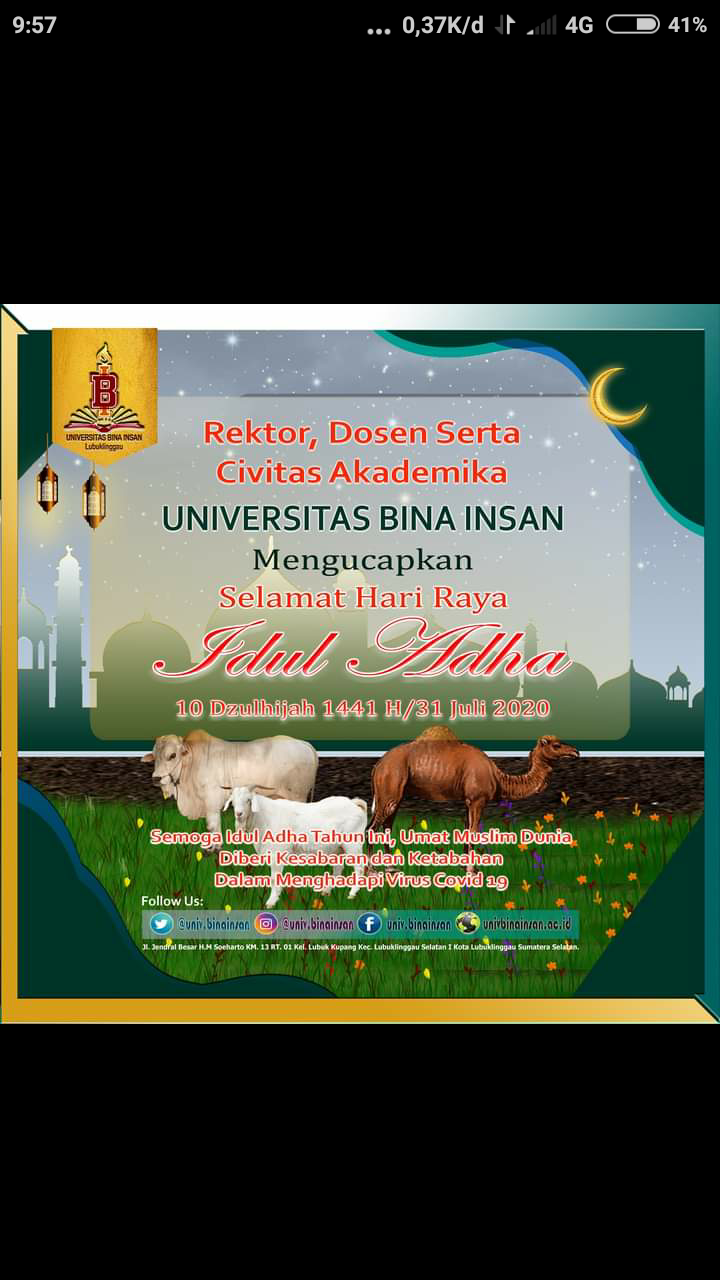 9:57
... 0,37K/d 4G 41%
B
UNIVERSITAS BINA INSAN
Lubuklinggau
Rektor, Dosen Serta
Civitas Akademika
UNIVERSITAS BINA INSAN
Mengucapkan
Selamat Hari Raya
Idul Adha
10 Dzulhijah 1441 H/31 Juli 2020
Semoga Idul Adha Tahun Ini, Umat Muslim Dunia
Diberi Kesabaran dan Ketabahan
Dalam Menghadapi Virus Covid 19
Follow Us:
@univ.binainsan @univ.binainsan univ.binainsan univbinainsan.ac.id
Jl. Jendral Besar H.M Soeharto KM. 13 RT. 01 Kel. Lubuk Kupang Kec. Lubuklinggau Selatan I Kota Lubuklinggau Sumatera Selatan.